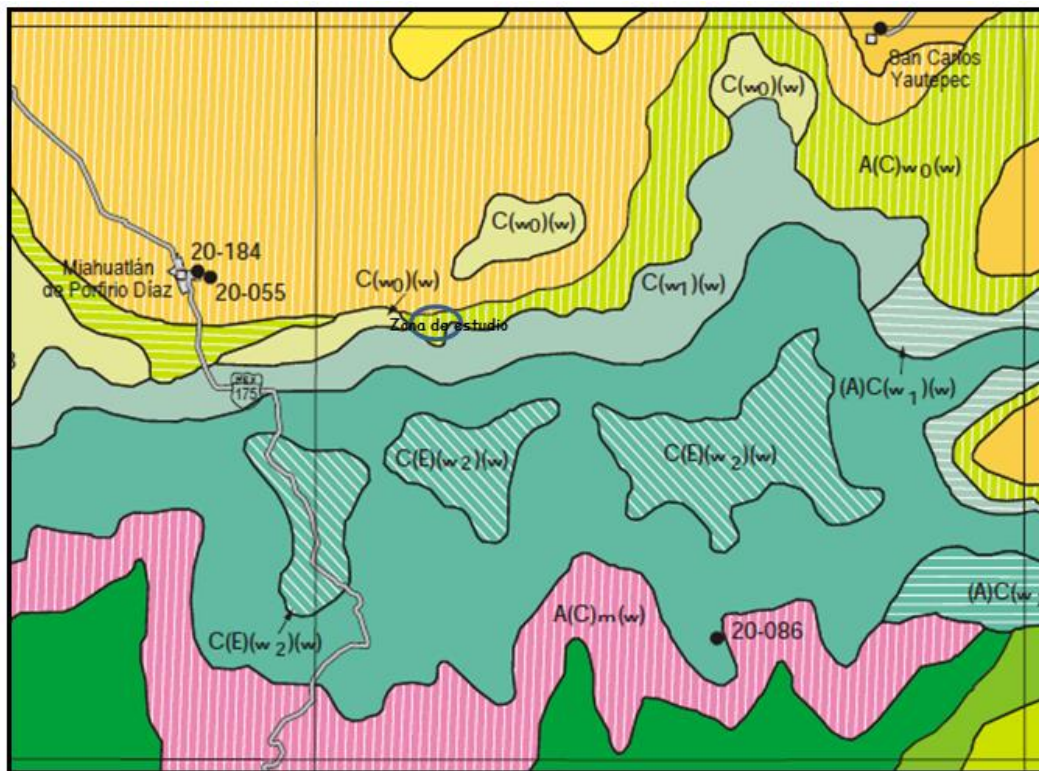 San Carlos
Yautepec
C(w0)(w)
A(C)w0(w)
C(w0)(w)
20-184
Miahuatlán
de Porfirio Díaz
20-055
C(w0)(w)
C(w1)(w)
Zona de estudio
MEX
175
(A)C(w1)(w)
C(E)(w2)(w)
C(E)(w2)(w)
(A)C(w
A(C)m(w)
20-086
C(E)(w2)(w)